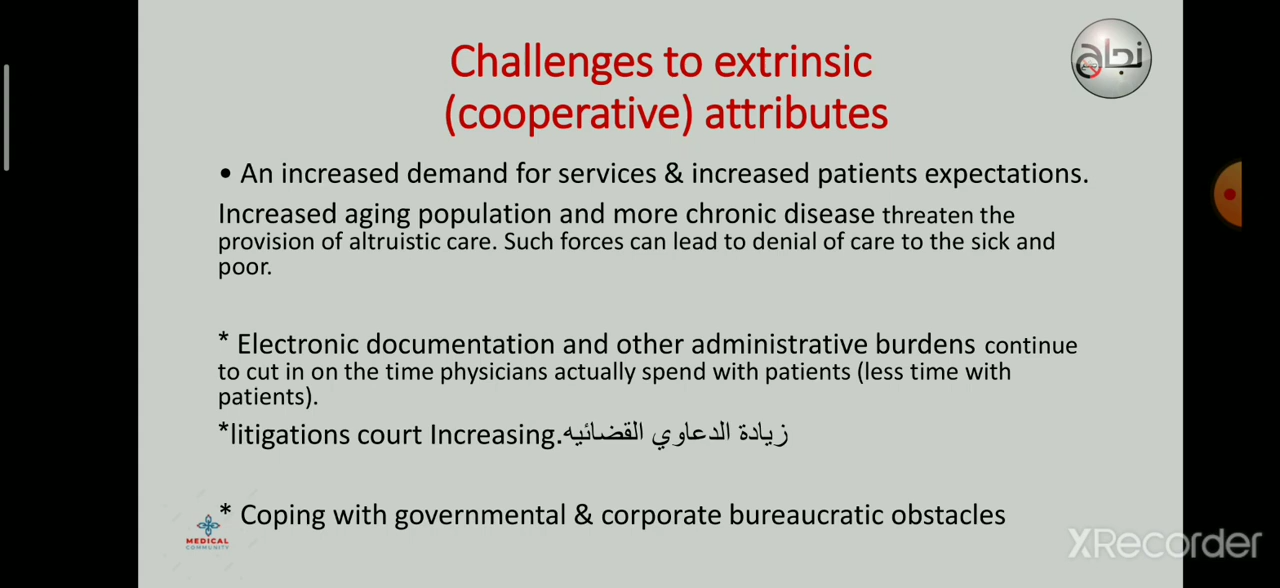 Challenges to extrinsic
(cooperative) attributes
نجاح
• An increased demand for services & increased patients expectations.
Increased aging population and more chronic disease threaten the
provision of altruistic care. Such forces can lead to denial of care to the sick and
poor.
* Electronic documentation and other administrative burdens continue
to cut in on the time physicians actually spend with patients (less time with
patients).
*litigations court Increasing.زيادة الدعاوي القضائيه
* Coping with governmental & corporate bureaucratic obstacles
MEDICAL
COMMUNITY
XRecorder